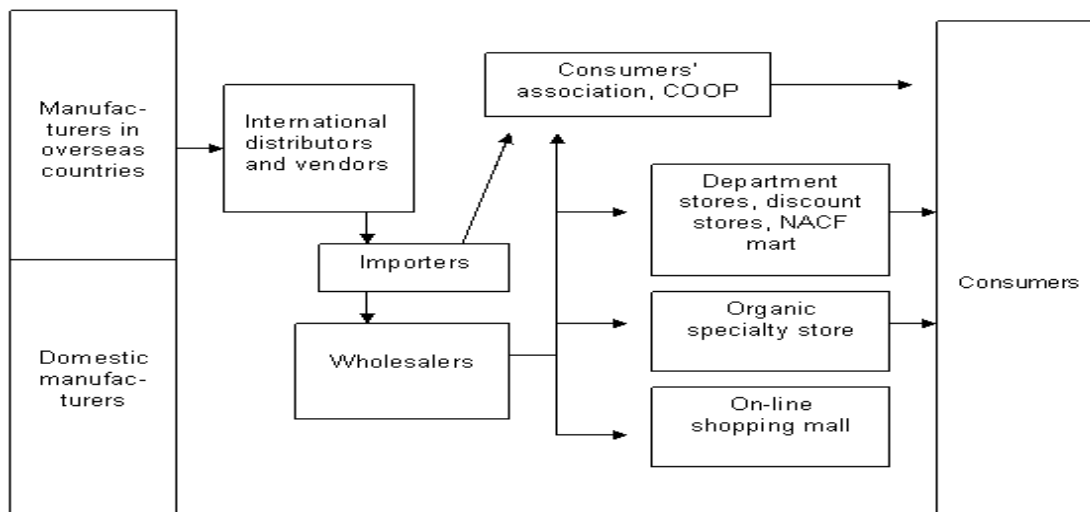 Manufac-
turers in
overseas
countries
International
distributors
and vendors
Consumers'
association, COOP
Department
stores, discount
stores, NACF
mart
Importers
Consumers
Organic
specialty store
Wholesalers
Domestic
manufac-
turers
On-line
shopping mall